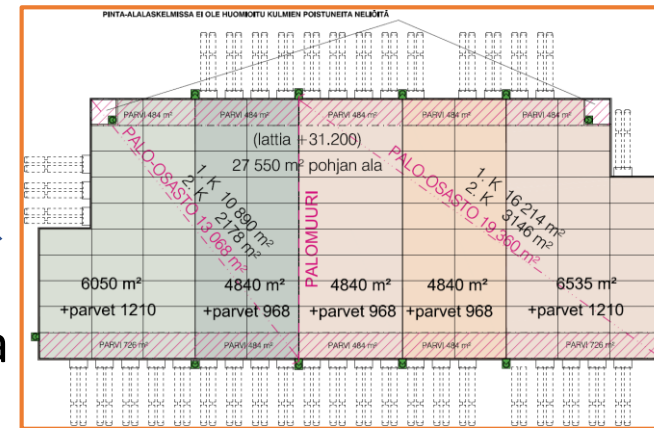 PINTA-ALALASKELMISSA EI OLE HUOMIOITU KULMIEN POISTUNEITA NELIÖITÄ
PARVI 484 m²
PARVI 484 m²
PARVI 484 m²
PARVI 484 m²
PARVI 484 m²
(lattia +31.200)
27 550 m² pohjan ala
PALO-OSASTO 13 068 m²
1. K 10 890 m²
2. K 2178 m²
PALOMUURI
PALO-OSASTO 19 360 m²
1. K 16 214 m²
2. K 3146 m²
6050 m²
+parvet 1210
4840 m²
+parvet 968
4840 m²
+parvet 968
4840 m²
+parvet 968
6535 m²
+parvet 1210
PARVI 726 m²
PARVI 484 m²
PARVI 484 m²
PARVI 484 m²
PARVI 726 m²
a